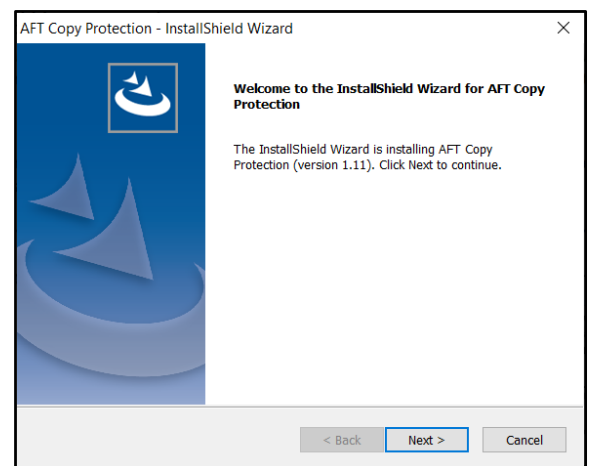 AFT Copy Protection - InstallShield Wizard
Welcome to the InstallShield Wizard for AFT Copy
Protection
The InstallShield Wizard is installing AFT Copy
Protection (version 1.11). Click Next to continue.
< Back Next > Cancel